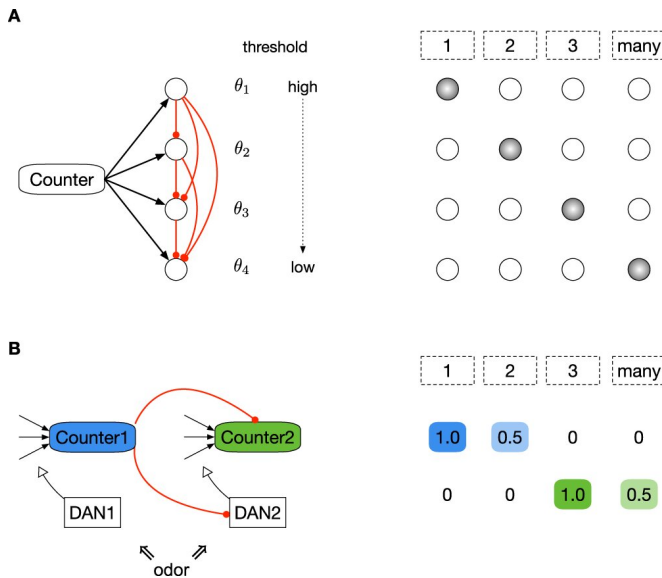 A
threshold
1 2 3 many
θ1 high
θ2
Counter
θ3
θ4 low
B
1 2 3 many
Counter1 Counter2 1.0 0.5 0 0
DAN1 DAN2 0 0 1.0 0.5
odor